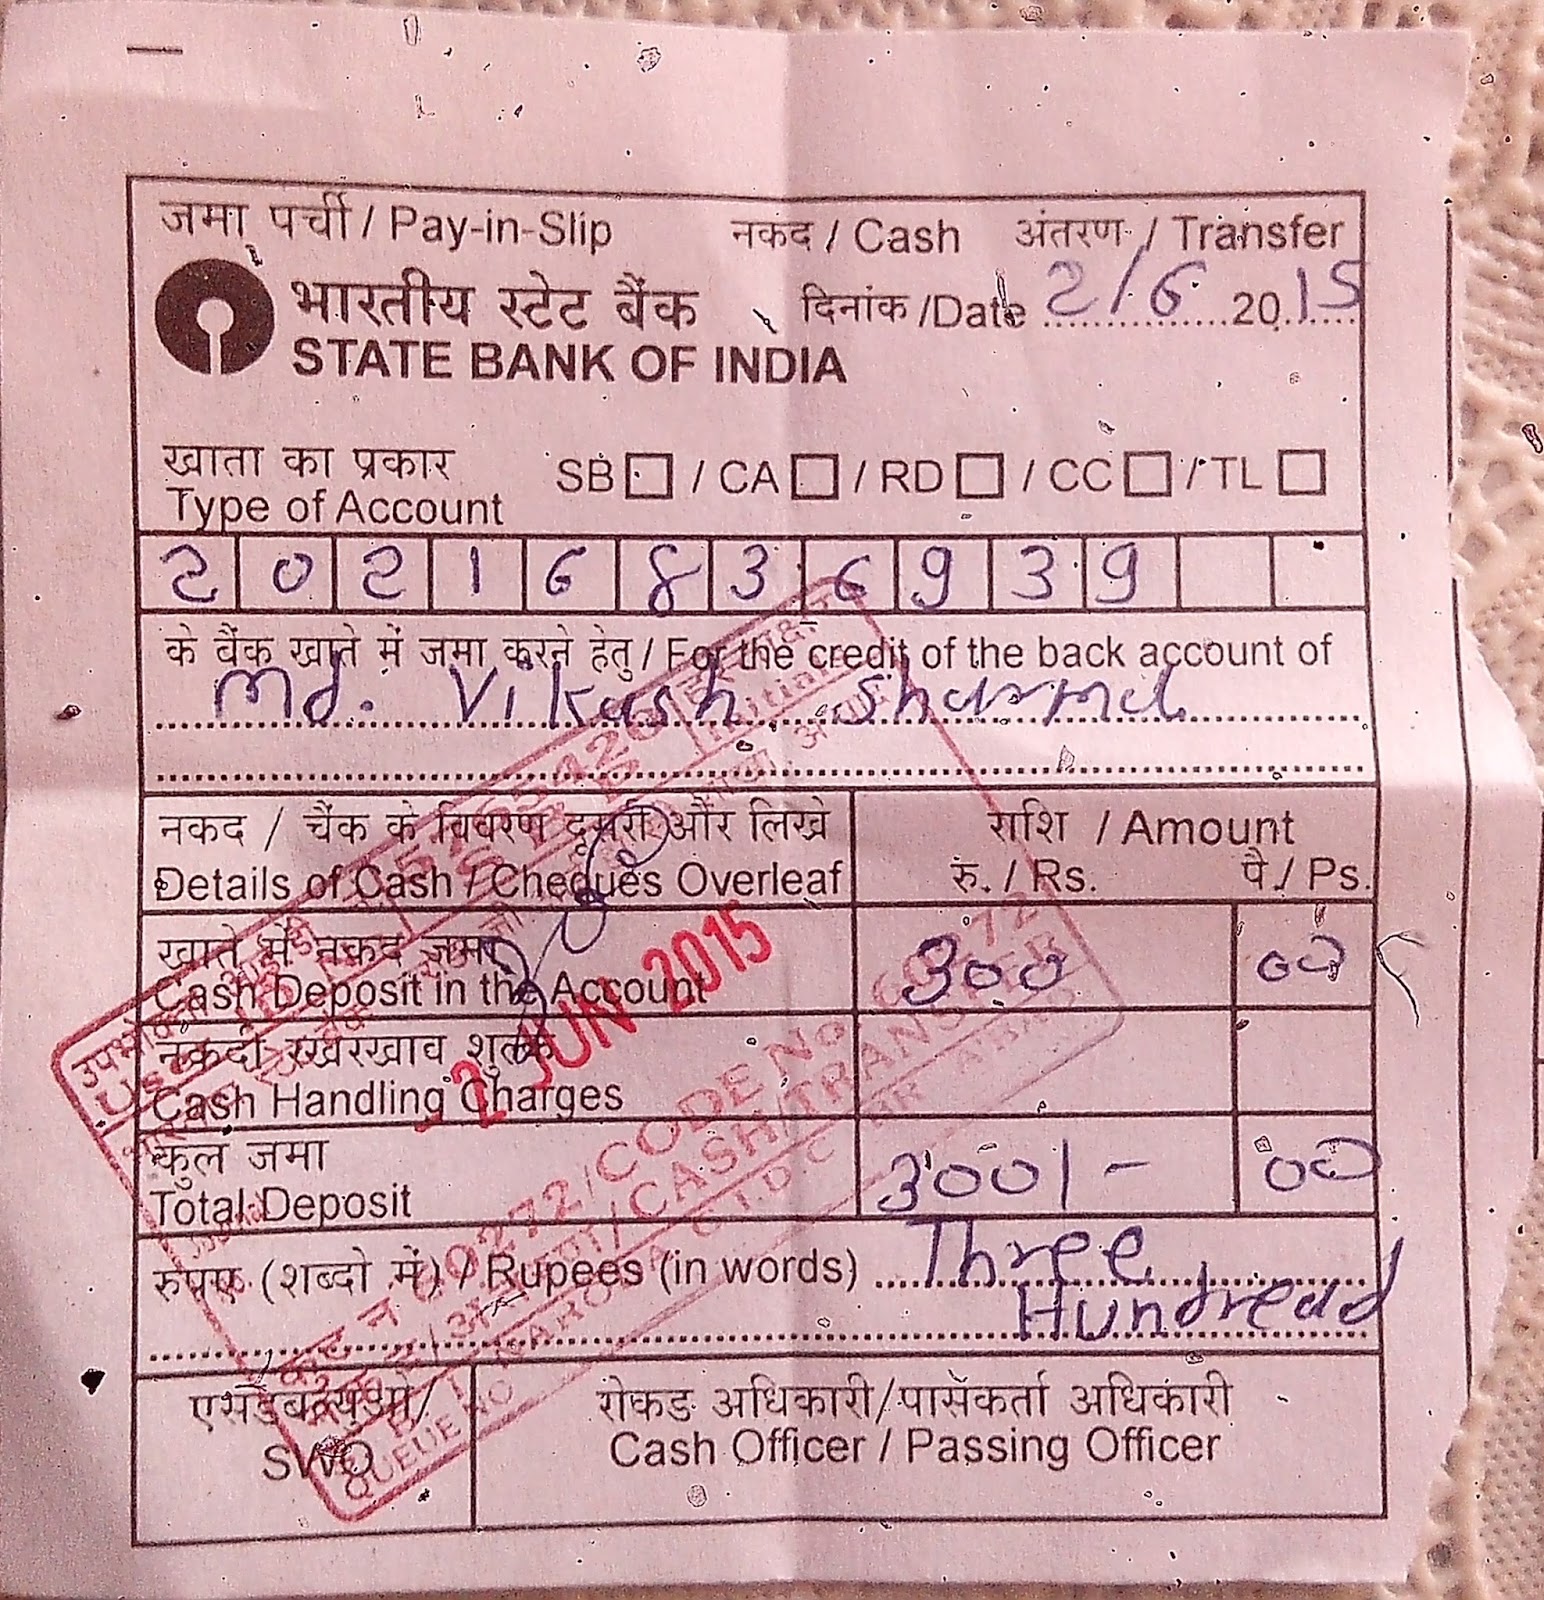 जमा पर्ची / Pay-in-Slip नकद / Cash अंतरण / Transfer
भारतीय स्टेट बैंक दिनांक /Date 2/6 2015
STATE BANK OF INDIA
खाता का प्रकार SB / CA / RD / CC / TL
Type of Account
2 0 2 1 6 8 3 6 9 3 9
के बैंक खाते में जमा करने हेतु / For the credit of the back account of
Md. Vikash Sharma
नकद / चैक के विवरण दूसरी और लिखे राशि / Amount
Details of Cash / Cheques Overleaf रु. / Rs. पै./ Ps.
खाते में नकद जमा 300 00
Cash Deposit in the Account
2 JUN 2015
नकदी रखरखाव शुल्क
Cash Handling Charges
CODE NO
CASH/TRANSFER
कुल जमा 300/- 00
Total Deposit
रुपए (शब्दो में) / Rupees (in words) Three
Hundread
QUEUE NO
एसडबल्युओ/ रोकड अधिकारी/पासकर्ता अधिकारी
SWO Cash Officer / Passing Officer